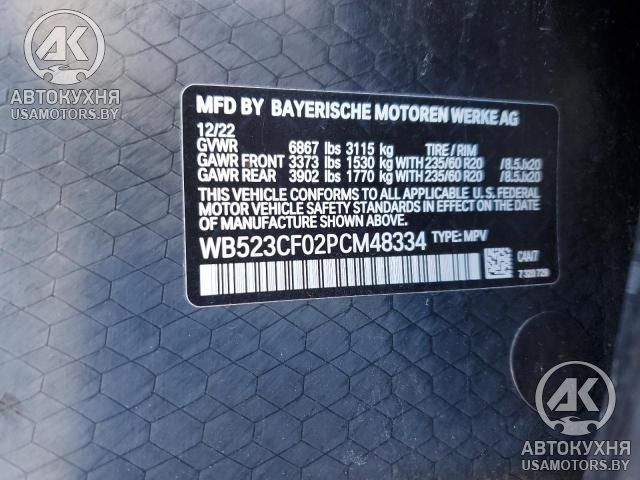 AK
АВТОКУХНЯ
USAMOTORS.BY
MFD BY BAYERISCHE MOTOREN WERKE AG
12/22
GVWR 6867 lbs 3115 kg TIRE / RIM
GAWR FRONT 3373 lbs 1530 kg WITH 235/60 R20 /8.5Jx20
GAWR REAR 3902 lbs 1770 kg WITH 235/60 R20 /8.5Jx20
THIS VEHICLE CONFORMS TO ALL APPLICABLE U. S. FEDERAL
MOTOR VEHICLE SAFETY STANDARDS IN EFFECT ON THE DATE OF
MANUFACTURE SHOWN ABOVE.
WB523CF02PCM48334 TYPE: MPV
AK
АВТОКУХНЯ
USAMOTORS.BY